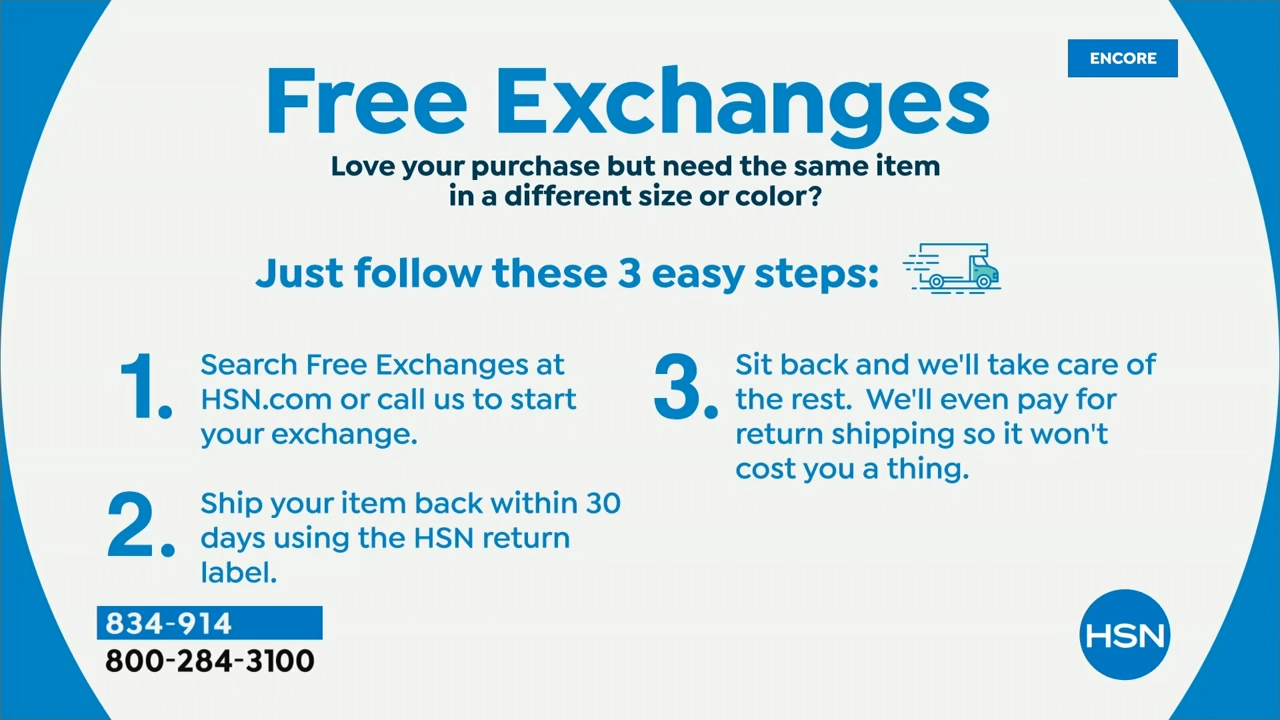 ENCORE
Free Exchanges
Love your purchase but need the same item
in a different size or color?
Just follow these 3 easy steps:
1. Search Free Exchanges at
HSN.com or call us to start
your exchange.
2. Ship your item back within 30
days using the HSN return
label.
3. Sit back and we'll take care of
the rest. We'll even pay for
return shipping so it won't
cost you a thing.
834-914
800-284-3100
HSN